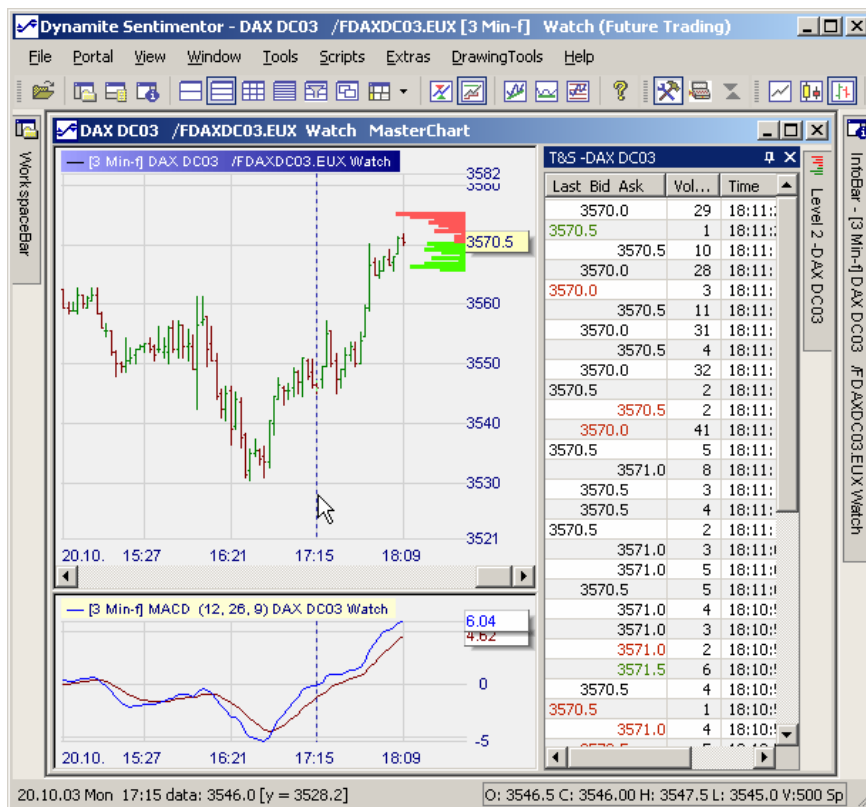 Dynamite Sentimentor - DAX DC03 /FDAXDC03.EUX [3 Min-f] Watch (Future Trading)
File Portal View Window Tools Scripts Extras DrawingTools Help
WorkspaceBar
DAX DC03 /FDAXDC03.EUX Watch MasterChart
[3 Min-f] DAX DC03 /FDAXDC03.EUX Watch
3582
3580
3570.5
3560
3550
3540
3530
3521
20.10. 15:27 16:21 17:15 18:09
[3 Min-f] MACD (12, 26, 9) DAX DC03 Watch
6.04
4.62
0
-5
20.10. 15:27 16:21 17:15 18:09
T&S -DAX DC03
Last Bid Ask Vol... Time
3570.0 29 18:11:
3570.5 1 18:11:
3570.5 10 18:11:
3570.0 28 18:11:
3570.0 3 18:11:
3570.5 11 18:11:
3570.0 31 18:11:
3570.5 4 18:11:
3570.0 32 18:11:
3570.5 2 18:11:
3570.5 2 18:11:
3570.0 41 18:11:
3570.5 5 18:11:
3571.0 8 18:11:
3570.5 3 18:11:
3570.5 4 18:11:
3570.5 2 18:11:
3571.0 3 18:11:
3571.0 5 18:11:
3570.5 5 18:11:
3571.0 4 18:10:
3571.0 3 18:10:
3571.0 2 18:10:
3571.5 6 18:10:
3570.5 4 18:10:
3570.5 1 18:10:
3571.0 4 18:10:
Level 2 -DAX DC03
InfoBar - [3 Min-f] DAX DC03 /FDAXDC03.EUX Watch
20.10.03 Mon 17:15 data: 3546.0 [y = 3528.2]
O: 3546.5 C: 3546.00 H: 3547.5 L: 3545.0 V:500 Sp